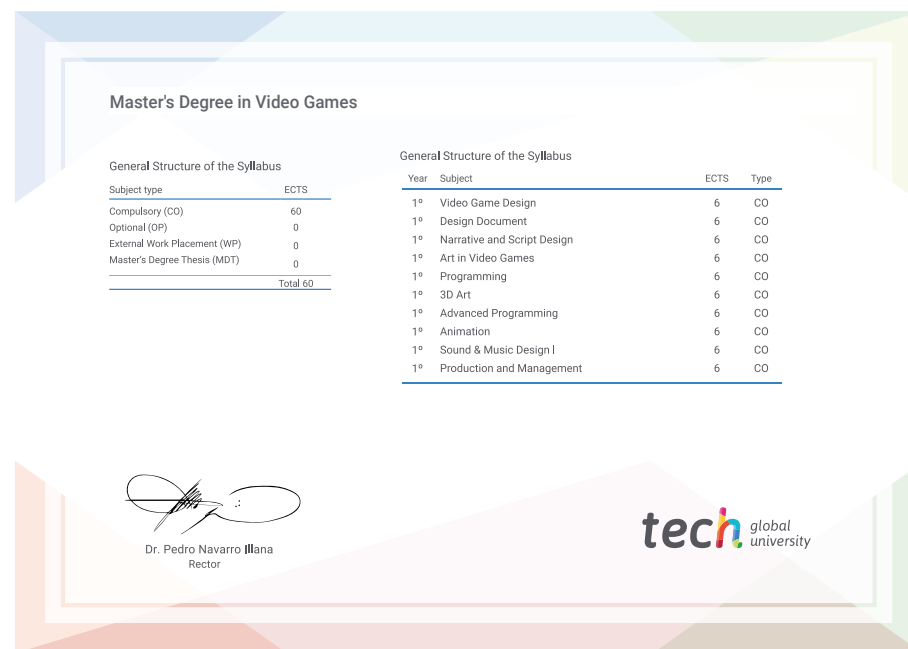 Master's Degree in Video Games
General Structure of the Syllabus
Subject type ECTS
Compulsory (CO) 60
Optional (OP) 0
External Work Placement (WP) 0
Master's Degree Thesis (MDT) 0
Total 60
General Structure of the Syllabus
Year Subject ECTS Type
1º Video Game Design 6 CO
1º Design Document 6 CO
1º Narrative and Script Design 6 CO
1º Art in Video Games 6 CO
1º Programming 6 CO
1º 3D Art 6 CO
1º Advanced Programming 6 CO
1º Animation 6 CO
1º Sound & Music Design l 6 CO
1º Production and Management 6 CO
Dr. Pedro Navarro Illana
Rector
tech global
university